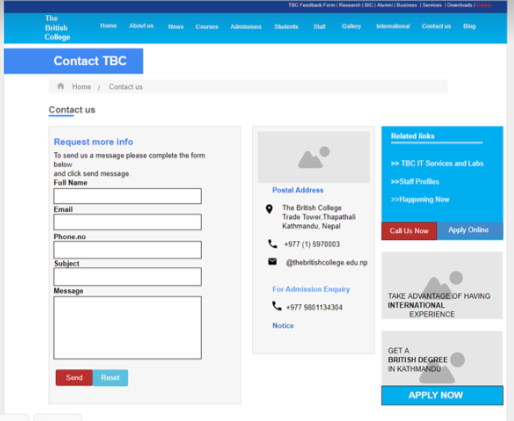 TBC Feedback Form | Research | BIC | Alumni | Business | Services | Downloads | Career
The
British
College
Home About us News Courses Admissions Students Staff Gallery International Contact us Blog
Contact TBC
Home / Contact us
Contact us
Request more info
To send us a message please complete the form
below
and click send message.
Full Name
Email
Phone.no
Subject
Message
Send Reset
Postal Address
The British College
Trade Tower,Thapathali
Kathmandu, Nepal
+977 (1) 5970003
@thebritishcollege.edu.np
For Admission Enquiry
+977 9801134304
Notice
Related links
>> TBC IT Services and Labs
>>Staff Profiles
>>Happening Now
Call Us Now Apply Online
TAKE ADVANTAGE OF HAVING
INTERNATIONAL
EXPERIENCE
GET A
BRITISH DEGREE
IN KATHMANDU
APPLY NOW